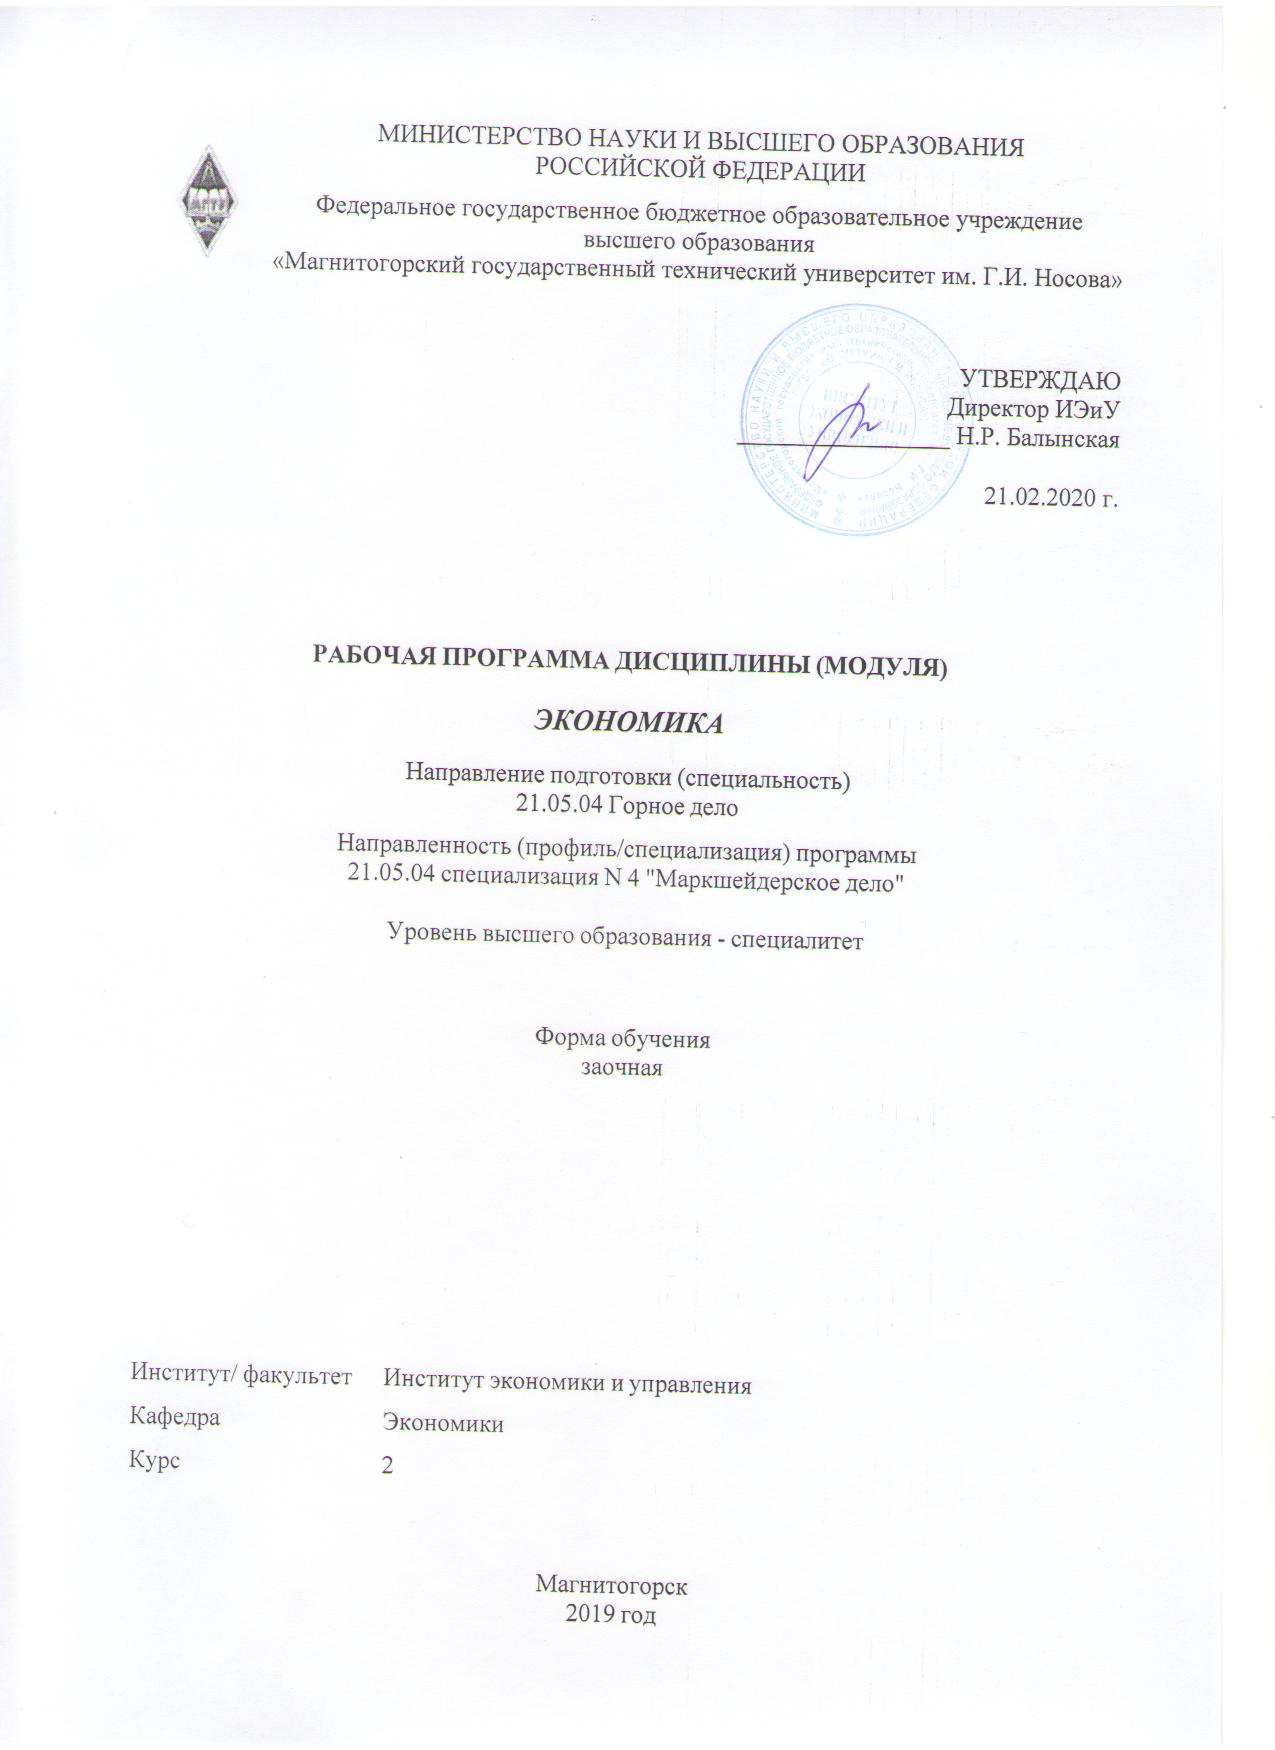 МИНИСТЕРСТВО НАУКИ И ВЫСШЕГО ОБРАЗОВАНИЯ
РОССИЙСКОЙ ФЕДЕРАЦИИ
Федеральное государственное бюджетное образовательное учреждение
высшего образования
«Магнитогорский государственный технический университет им. Г.И. Носова»
УТВЕРЖДАЮ
Директор ИЭиУ
Н.Р. Балынская
21.02.2020 г.
РАБОЧАЯ ПРОГРАММА ДИСЦИПЛИНЫ (МОДУЛЯ)
ЭКОНОМИКА
Направление подготовки (специальность)
21.05.04 Горное дело
Направленность (профиль/специализация) программы
21.05.04 специализация N 4 "Маркшейдерское дело"
Уровень высшего образования - специалитет
Форма обучения
заочная
Институт/ факультет Институт экономики и управления
Кафедра Экономики
Курс 2
Магнитогорск
2019 год